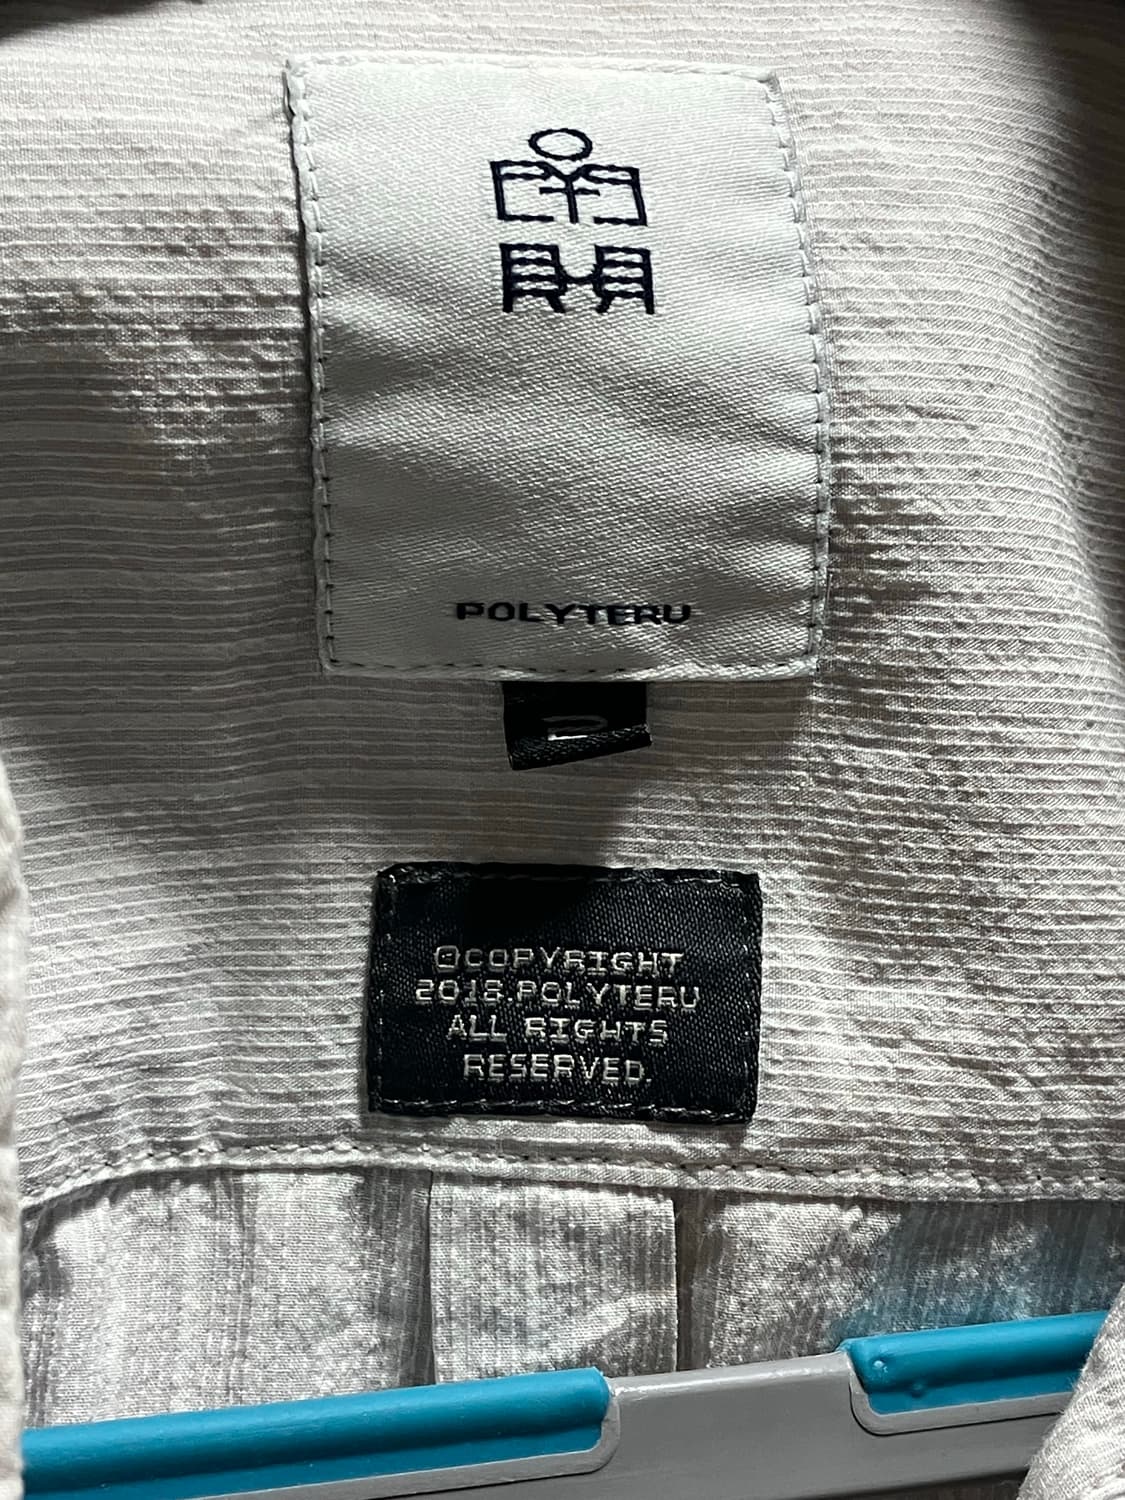 POLYTERU
©COPYRIGHT
2018.POLYTERU
ALL RIGHTS
RESERVED.